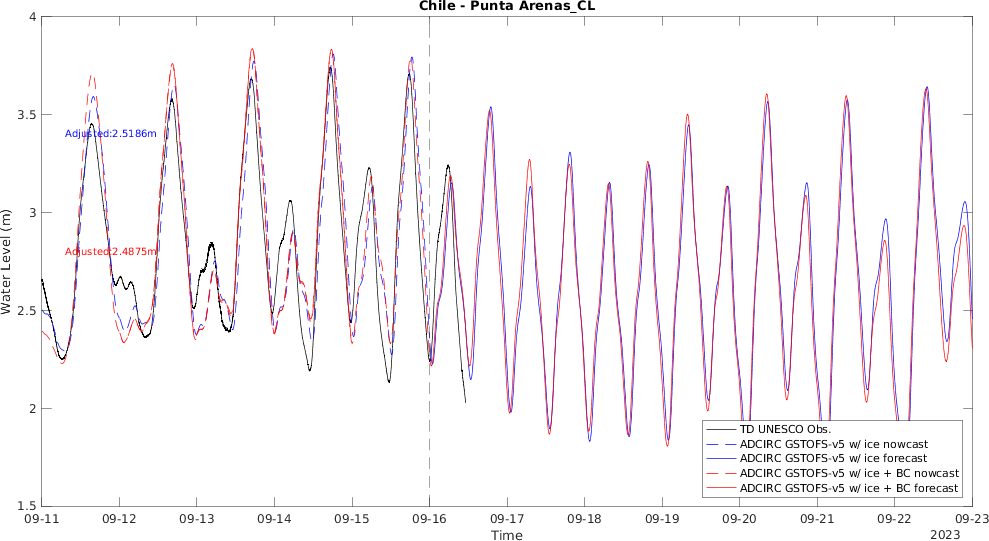 Chile - Punta Arenas_CL
4
3.5
3
2.5
2
1.5
Water Level (m)
Adjusted:2.5186m
Adjusted:2.4875m
TD UNESCO Obs.
ADCIRC GSTOFS-v5 w/ ice nowcast
ADCIRC GSTOFS-v5 w/ ice forecast
ADCIRC GSTOFS-v5 w/ ice + BC nowcast
ADCIRC GSTOFS-v5 w/ ice + BC forecast
09-11 09-12 09-13 09-14 09-15 09-16 09-17 09-18 09-19 09-20 09-21 09-22 09-23
Time
2023